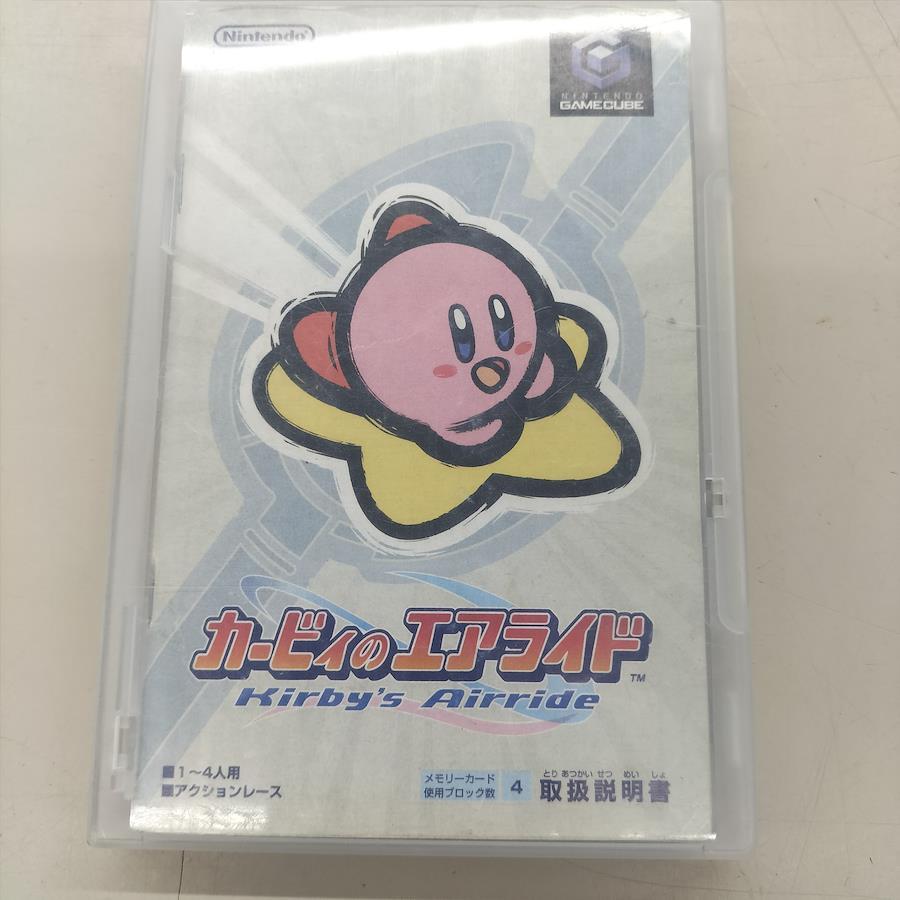 Nintendo
NINTENDO
GAMECUBE
カービィのエアライド
TM
Kirby's Airride
■1〜4人用
■アクションレース
メモリーカード
使用ブロック数
4
とり あつかい せつ めい しょ
取扱説明書